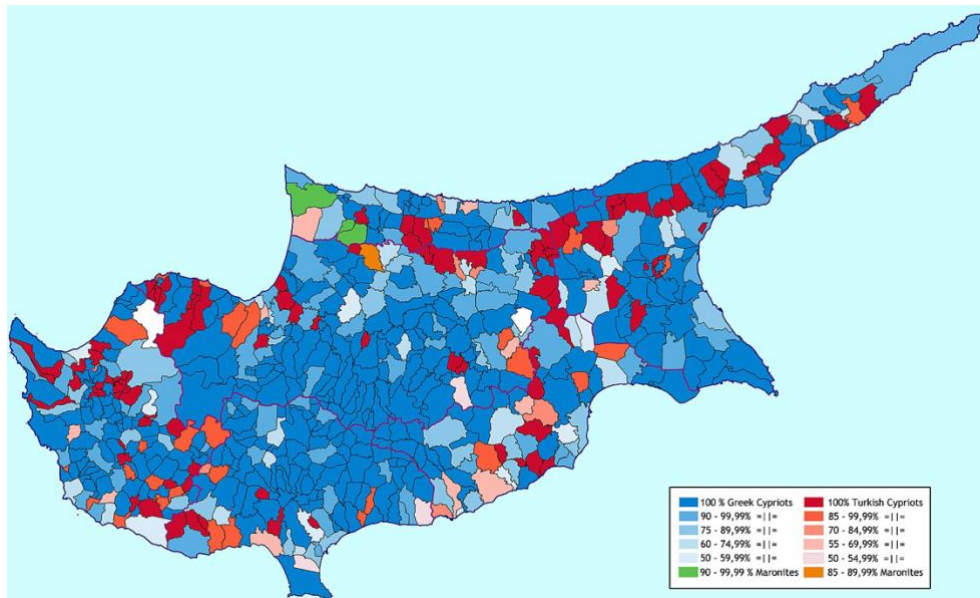 100 % Greek Cypriots
90 - 99,99% =||=
75 - 89,99% =||=
60 - 74,99% =||=
50 - 59,99% =||=
90 - 99,99 % Maronites
100% Turkish Cypriots
85 - 99,99% =||=
70 - 84,99% =||=
55 - 69,99% =||=
50 - 54,99% =||=
85 - 89,99% Maronites